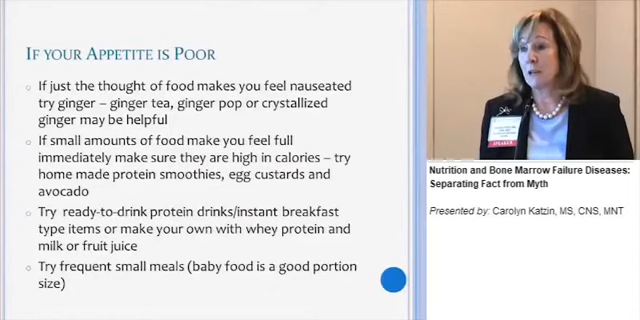 IF YOUR APPETITE IS POOR
If just the thought of food makes you feel nauseated
try ginger – ginger tea, ginger pop or crystallized
ginger may be helpful
If small amounts of food make you feel full
immediately make sure they are high in calories – try
home made protein smoothies, egg custards and
avocado
Try ready-to-drink protein drinks/instant breakfast
type items or make your own with whey protein and
milk or fruit juice
Try frequent small meals (baby food is a good portion
size)
SPEAKER
Nutrition and Bone Marrow Failure Diseases:
Separating Fact from Myth
Presented by: Carolyn Katzin, MS, CNS, MNT